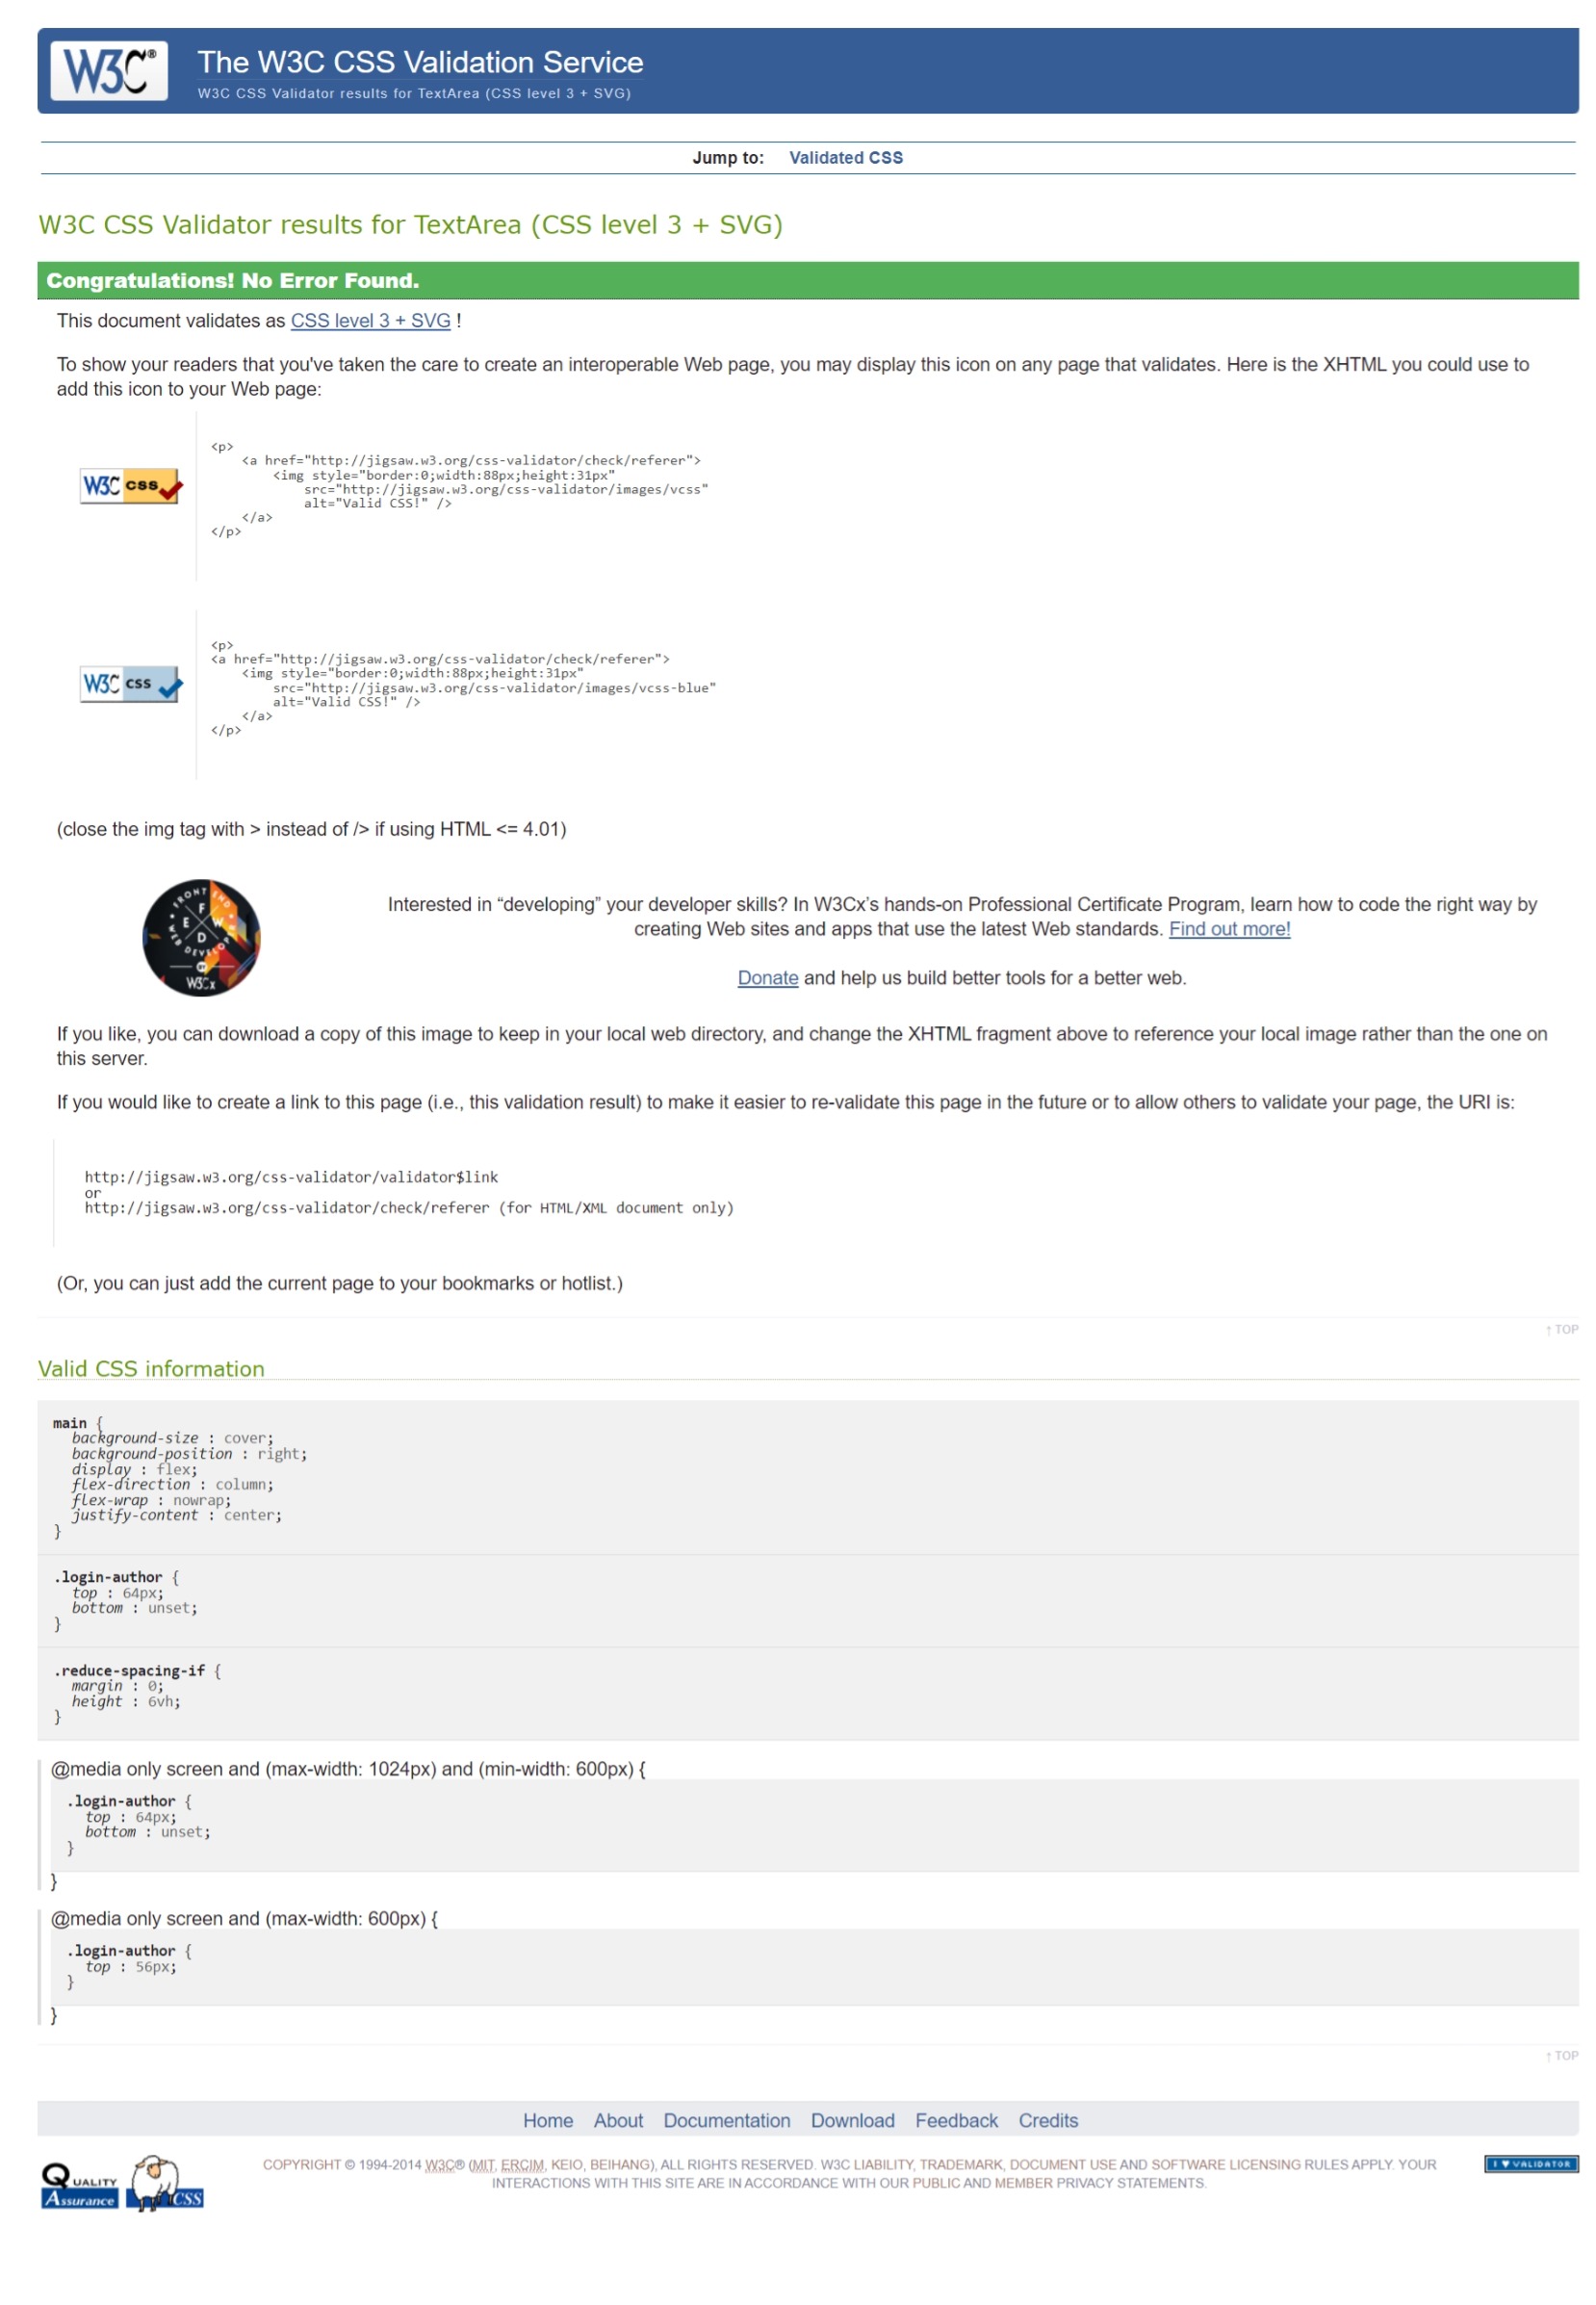 W3C®
The W3C CSS Validation Service
W3C CSS Validator results for TextArea (CSS level 3 + SVG)
Jump to: Validated CSS
W3C CSS Validator results for TextArea (CSS level 3 + SVG)
Congratulations! No Error Found.
This document validates as CSS level 3 + SVG !
To show your readers that you've taken the care to create an interoperable Web page, you may display this icon on any page that validates. Here is the XHTML you could use to
add this icon to your Web page:
W3C css
<p>
<a href="http://jigsaw.w3.org/css-validator/check/referer">
<img style="border:0;width:88px;height:31px"
src="http://jigsaw.w3.org/css-validator/images/vcss"
alt="Valid CSS!" />
</a>
</p>
W3C css
<p>
<a href="http://jigsaw.w3.org/css-validator/check/referer">
<img style="border:0;width:88px;height:31px"
src="http://jigsaw.w3.org/css-validator/images/vcss-blue"
alt="Valid CSS!" />
</a>
</p>
(close the img tag with > instead of /> if using HTML <= 4.01)
FRONT END
F
E W
D
WEB DEVELOPER
BY
W3Cx
Interested in “developing” your developer skills? In W3Cx’s hands-on Professional Certificate Program, learn how to code the right way by
creating Web sites and apps that use the latest Web standards. Find out more!
Donate and help us build better tools for a better web.
If you like, you can download a copy of this image to keep in your local web directory, and change the XHTML fragment above to reference your local image rather than the one on
this server.
If you would like to create a link to this page (i.e., this validation result) to make it easier to re-validate this page in the future or to allow others to validate your page, the URI is:
http://jigsaw.w3.org/css-validator/validator$link
or
http://jigsaw.w3.org/css-validator/check/referer (for HTML/XML document only)
(Or, you can just add the current page to your bookmarks or hotlist.)
↑ TOP
Valid CSS information
main {
background-size : cover;
background-position : right;
display : flex;
flex-direction : column;
flex-wrap : nowrap;
justify-content : center;
}
.login-author {
top : 64px;
bottom : unset;
}
.reduce-spacing-if {
margin : 0;
height : 6vh;
}
@media only screen and (max-width: 1024px) and (min-width: 600px) {
.login-author {
top : 64px;
bottom : unset;
}
}
@media only screen and (max-width: 600px) {
.login-author {
top : 56px;
}
}
↑ TOP
Home About Documentation Download Feedback Credits
QUALITY
Assurance
CSS
COPYRIGHT © 1994-2014 W3C® (MIT, ERCIM, KEIO, BEIHANG), ALL RIGHTS RESERVED. W3C LIABILITY, TRADEMARK, DOCUMENT USE AND SOFTWARE LICENSING RULES APPLY. YOUR
INTERACTIONS WITH THIS SITE ARE IN ACCORDANCE WITH OUR PUBLIC AND MEMBER PRIVACY STATEMENTS.
I ♥ VALIDATOR